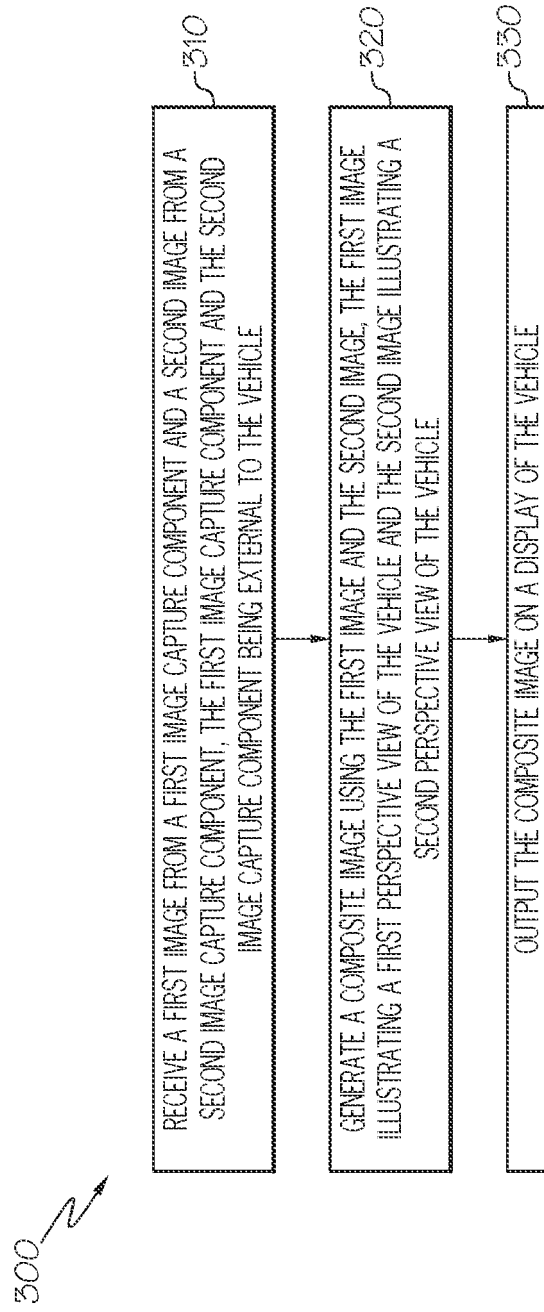 300
310
RECEIVE A FIRST IMAGE FROM A FIRST IMAGE CAPTURE COMPONENT AND A SECOND IMAGE FROM A
SECOND IMAGE CAPTURE COMPONENT, THE FIRST IMAGE CAPTURE COMPONENT AND THE SECOND
IMAGE CAPTURE COMPONENT BEING EXTERNAL TO THE VEHICLE
320
GENERATE A COMPOSITE IMAGE USING THE FIRST IMAGE AND THE SECOND IMAGE, THE FIRST IMAGE
ILLUSTRATING A FIRST PERSPECTIVE VIEW OF THE VEHICLE AND THE SECOND IMAGE ILLUSTRATING A
SECOND PERSPECTIVE VIEW OF THE VEHICLE
330
OUTPUT THE COMPOSITE IMAGE ON A DISPLAY OF THE VEHICLE